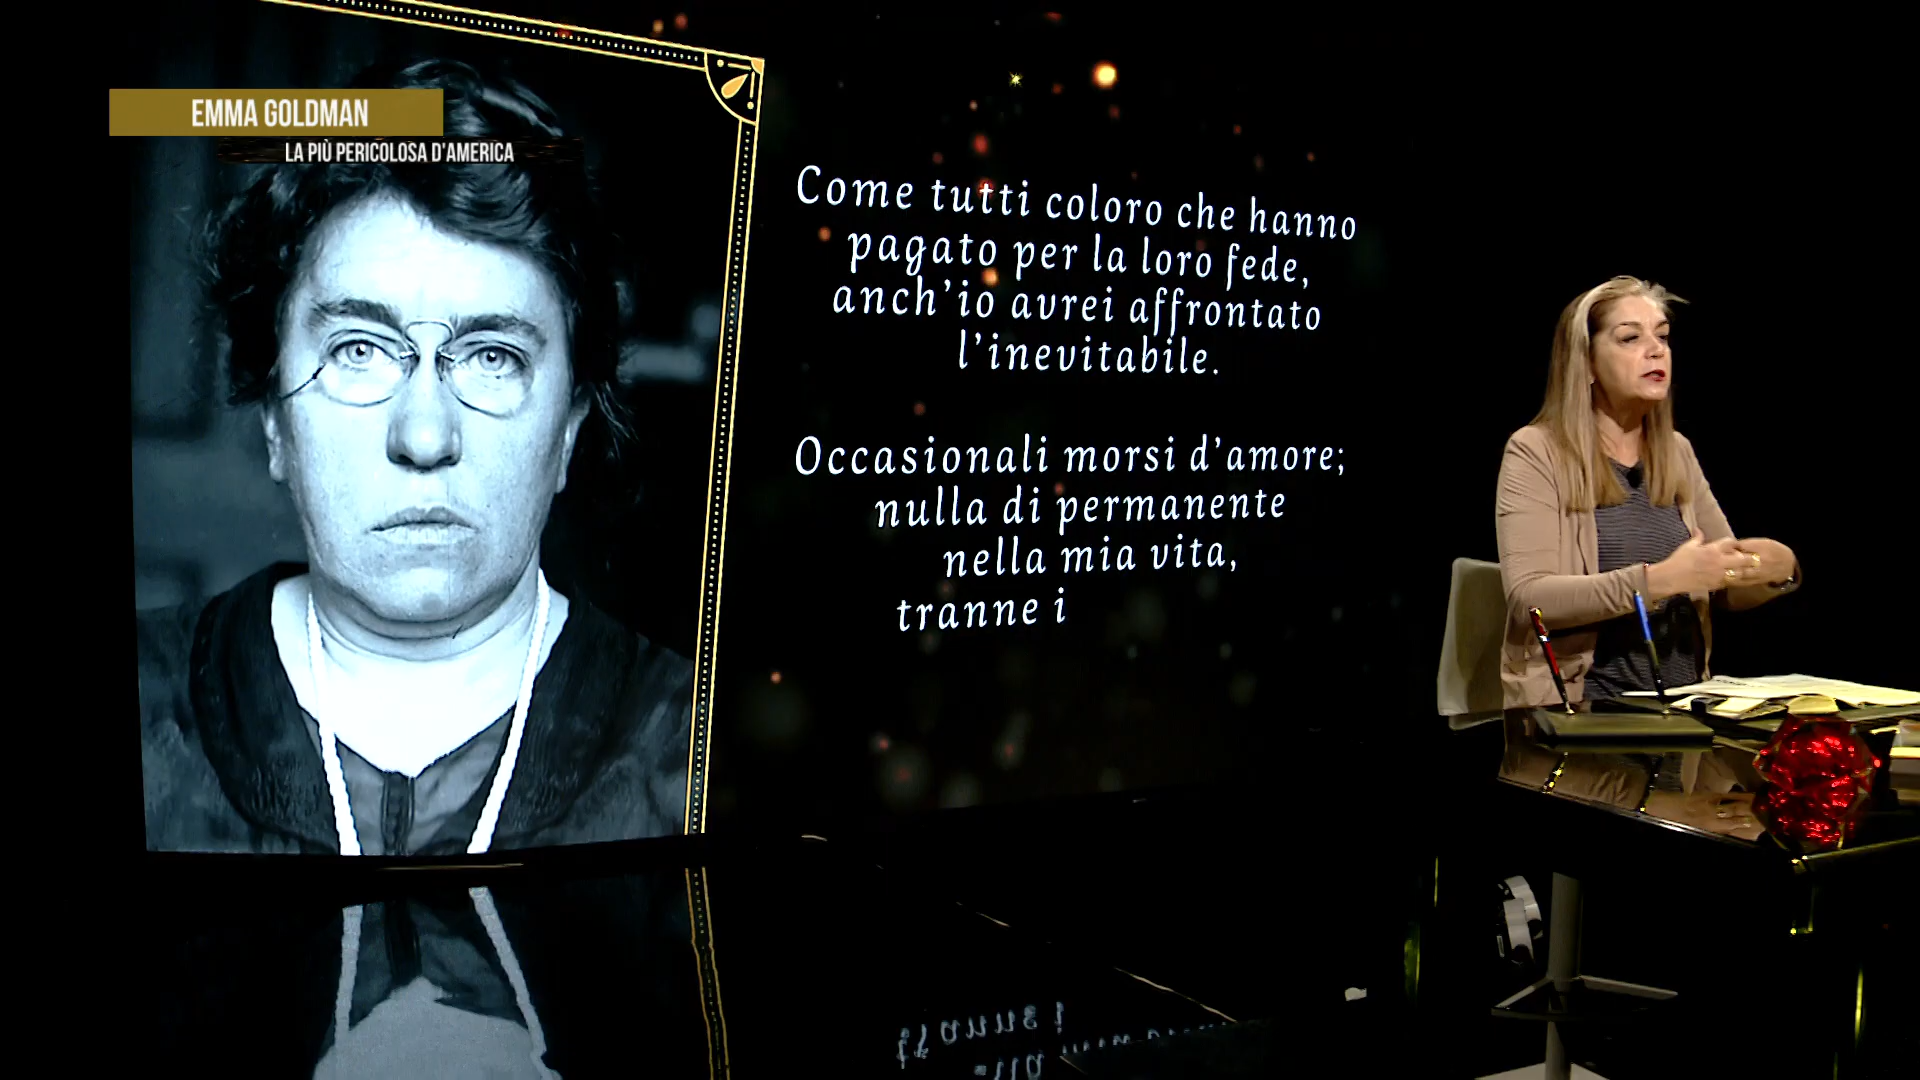 EMMA GOLDMAN
LA PIÙ PERICOLOSA D'AMERICA
Come tutti coloro che hanno
pagato per la loro fede,
anch'io avrei affrontato
l'inevitabile.
Occasionali morsi d'amore;
nulla di permanente
nella mia vita,
tranne i